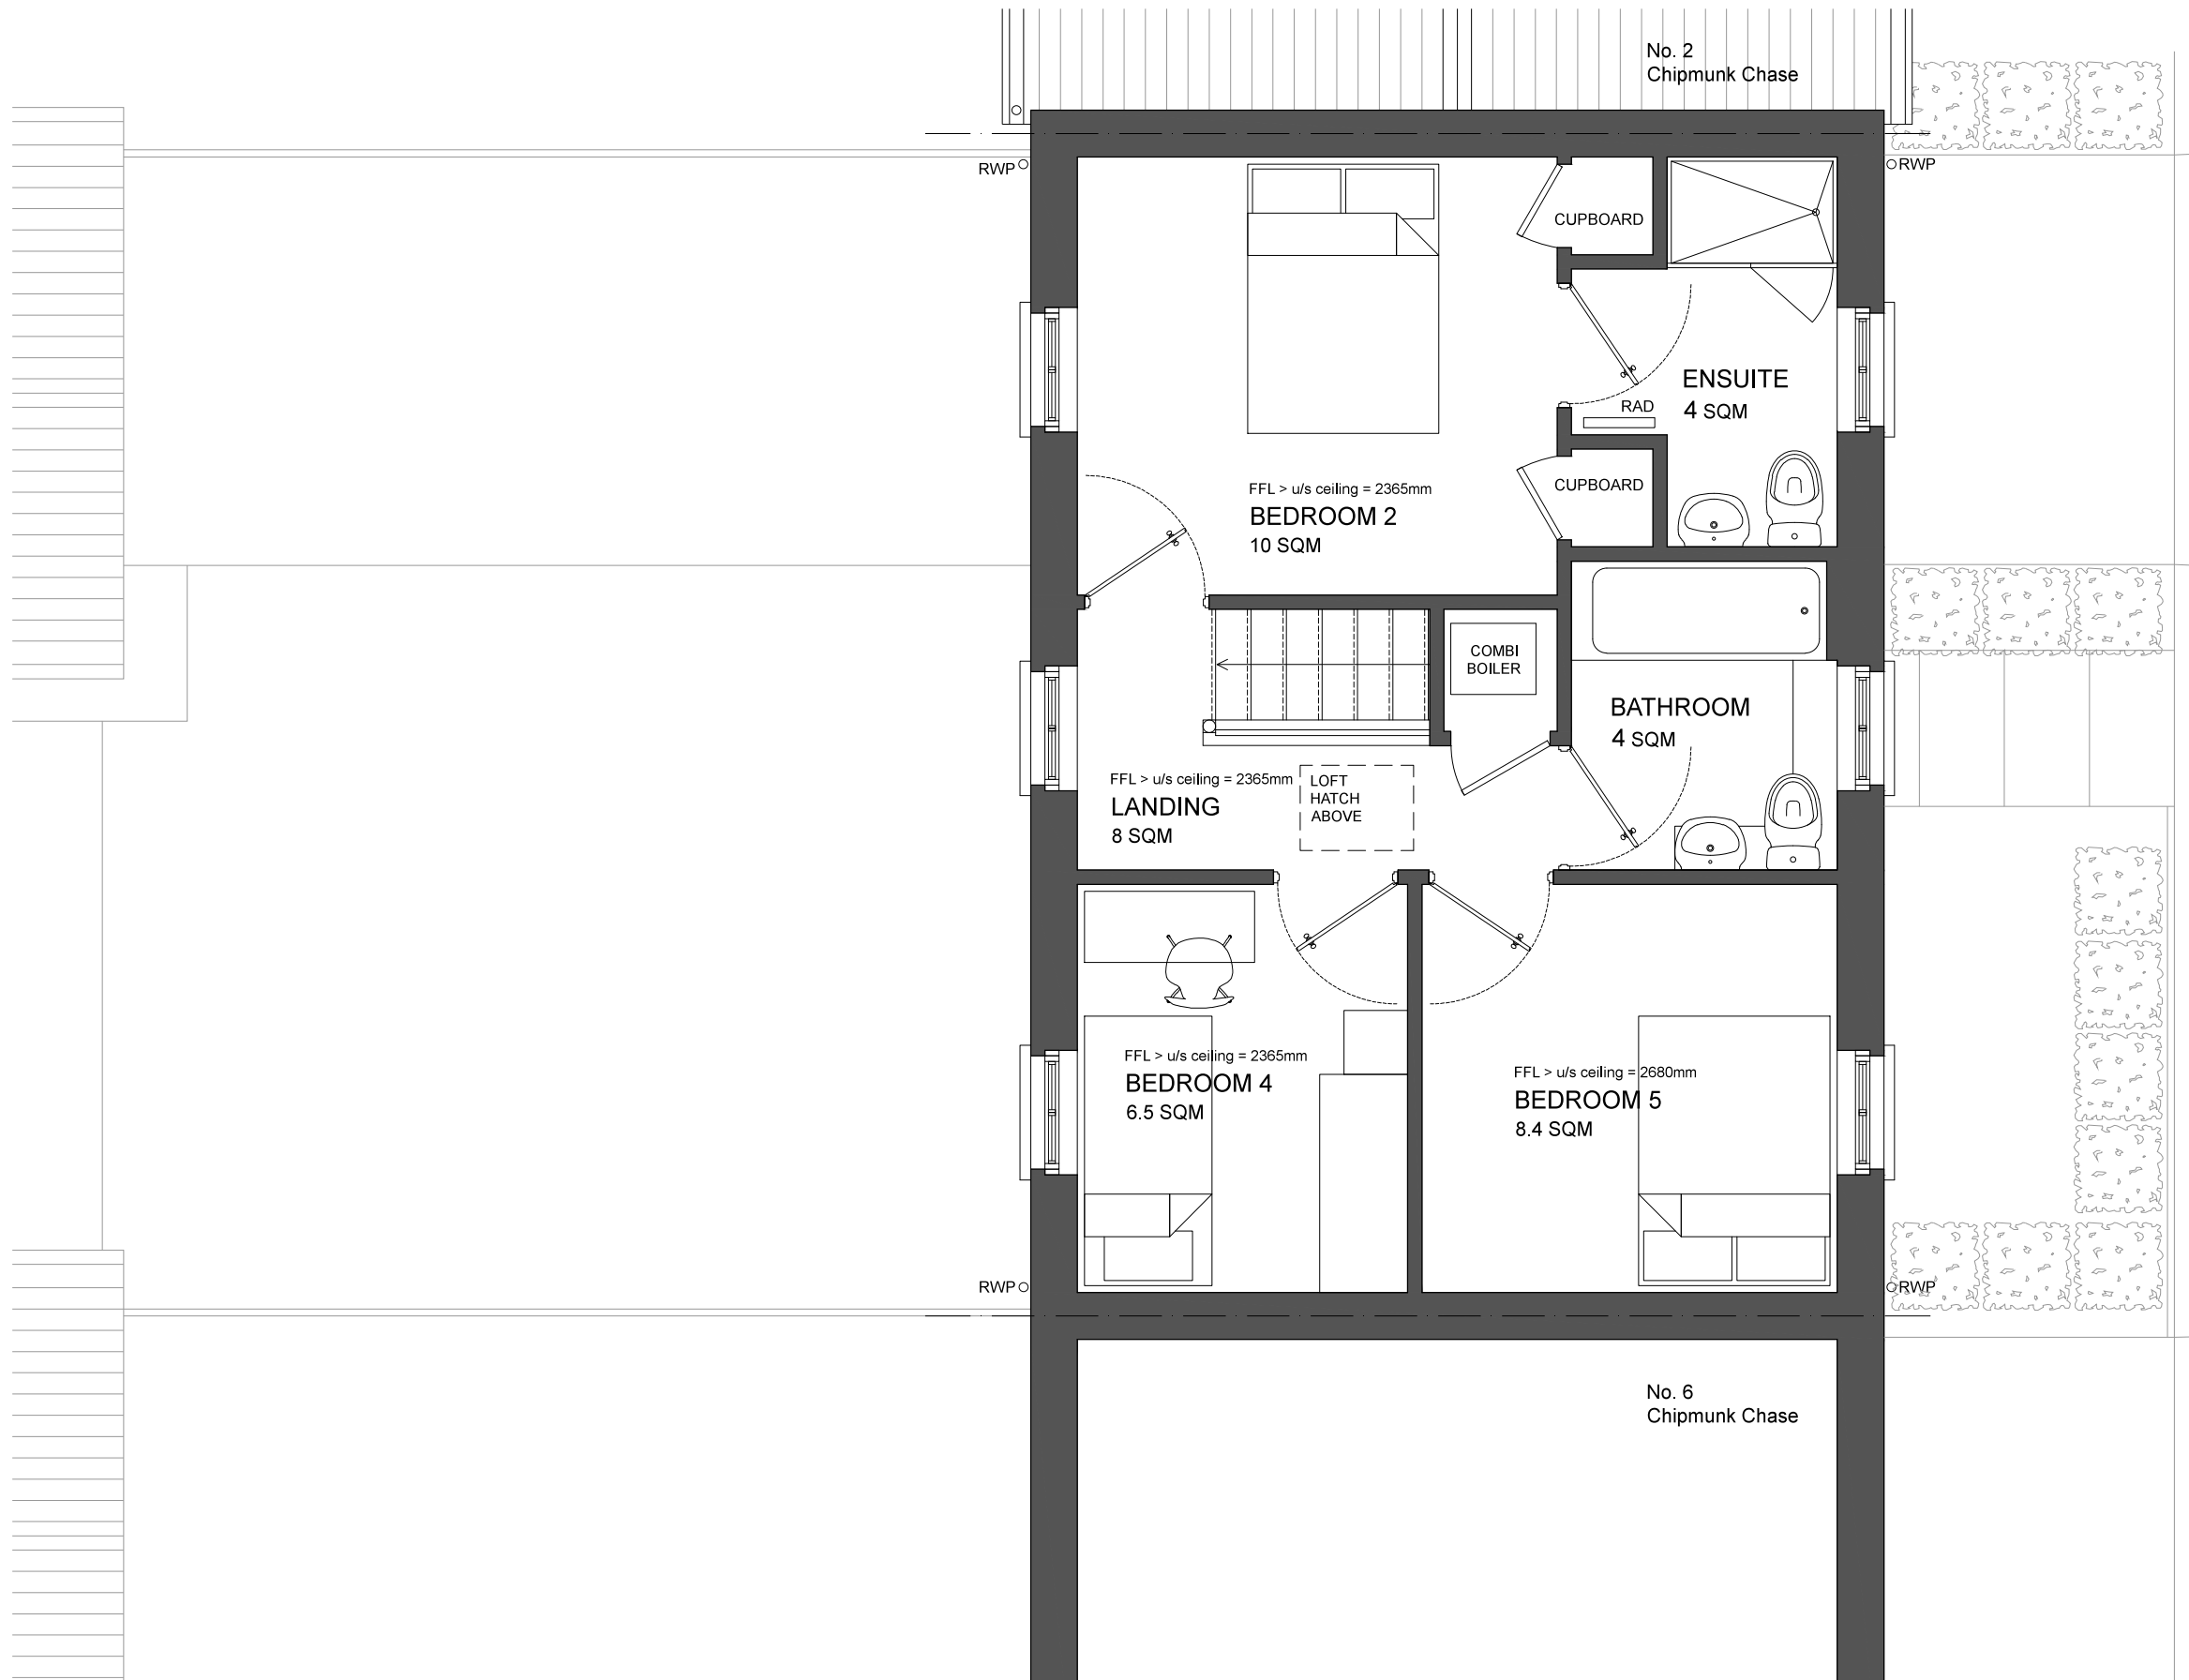 No. 2
Chipmunk Chase
RWP
RWP
CUPBOARD
ENSUITE
4 SQM
RAD
CUPBOARD
FFL > u/s ceiling = 2365mm
BEDROOM 2
10 SQM
COMBI
BOILER
BATHROOM
4 SQM
FFL > u/s ceiling = 2365mm
LANDING
8 SQM
LOFT
HATCH
ABOVE
FFL > u/s ceiling = 2365mm
BEDROOM 4
6.5 SQM
FFL > u/s ceiling = 2680mm
BEDROOM 5
8.4 SQM
RWP
RWP
No. 6
Chipmunk Chase